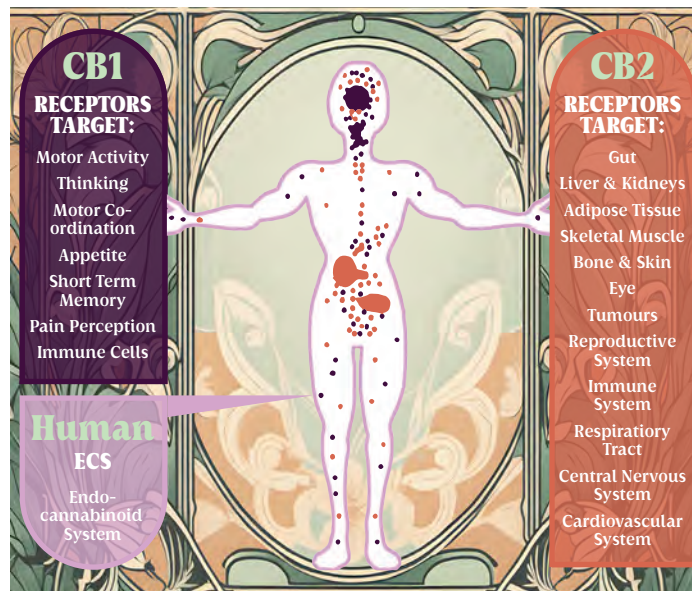 CB1
RECEPTORS
TARGET:
Motor Activity
Thinking
Motor Co-
ordination
Appetite
Short Term
Memory
Pain Perception
Immune Cells
Human
ECS
Endo-
cannabinoid
System
CB2
RECEPTORS
TARGET:
Gut
Liver & Kidneys
Adipose Tissue
Skeletal Muscle
Bone & Skin
Eye
Tumours
Reproductive
System
Immune
System
Respiratiory
Tract
Central Nervous
System
Cardiovascular
System